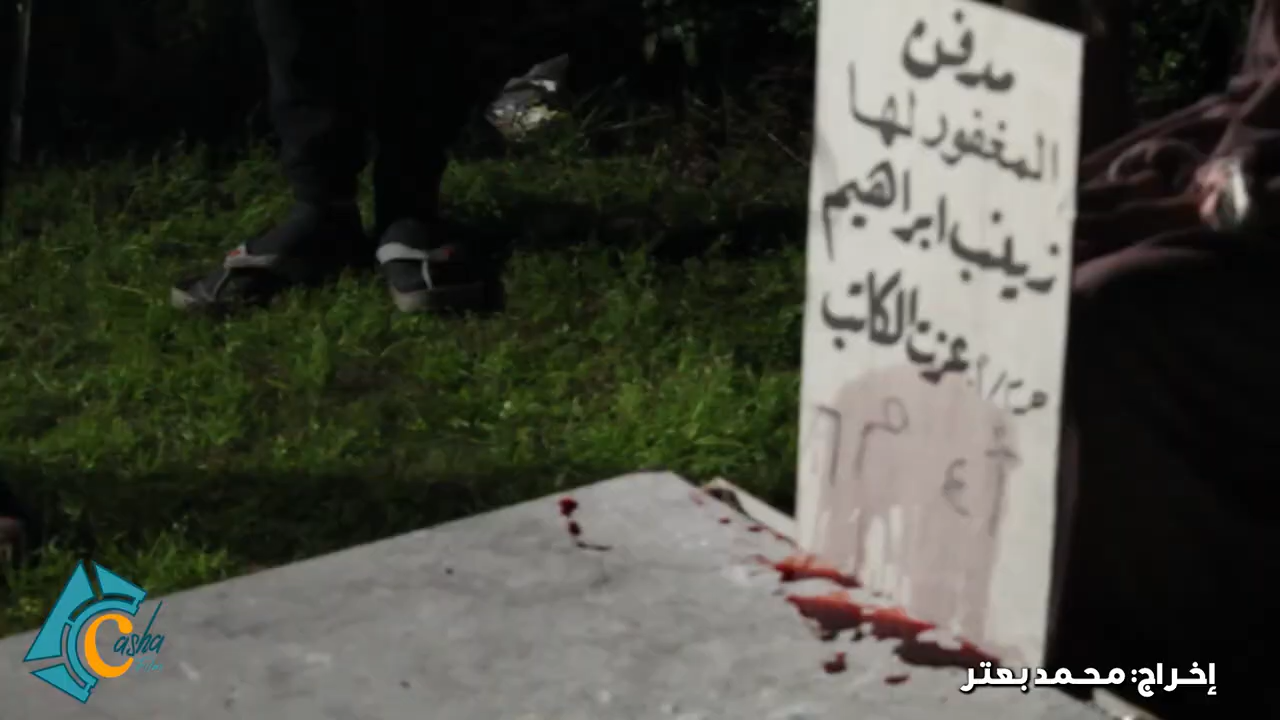 مدفن
المغفور لها
زينب ابراهيم
عزت الكاتب
Casha
إخراج: محمد بعتر